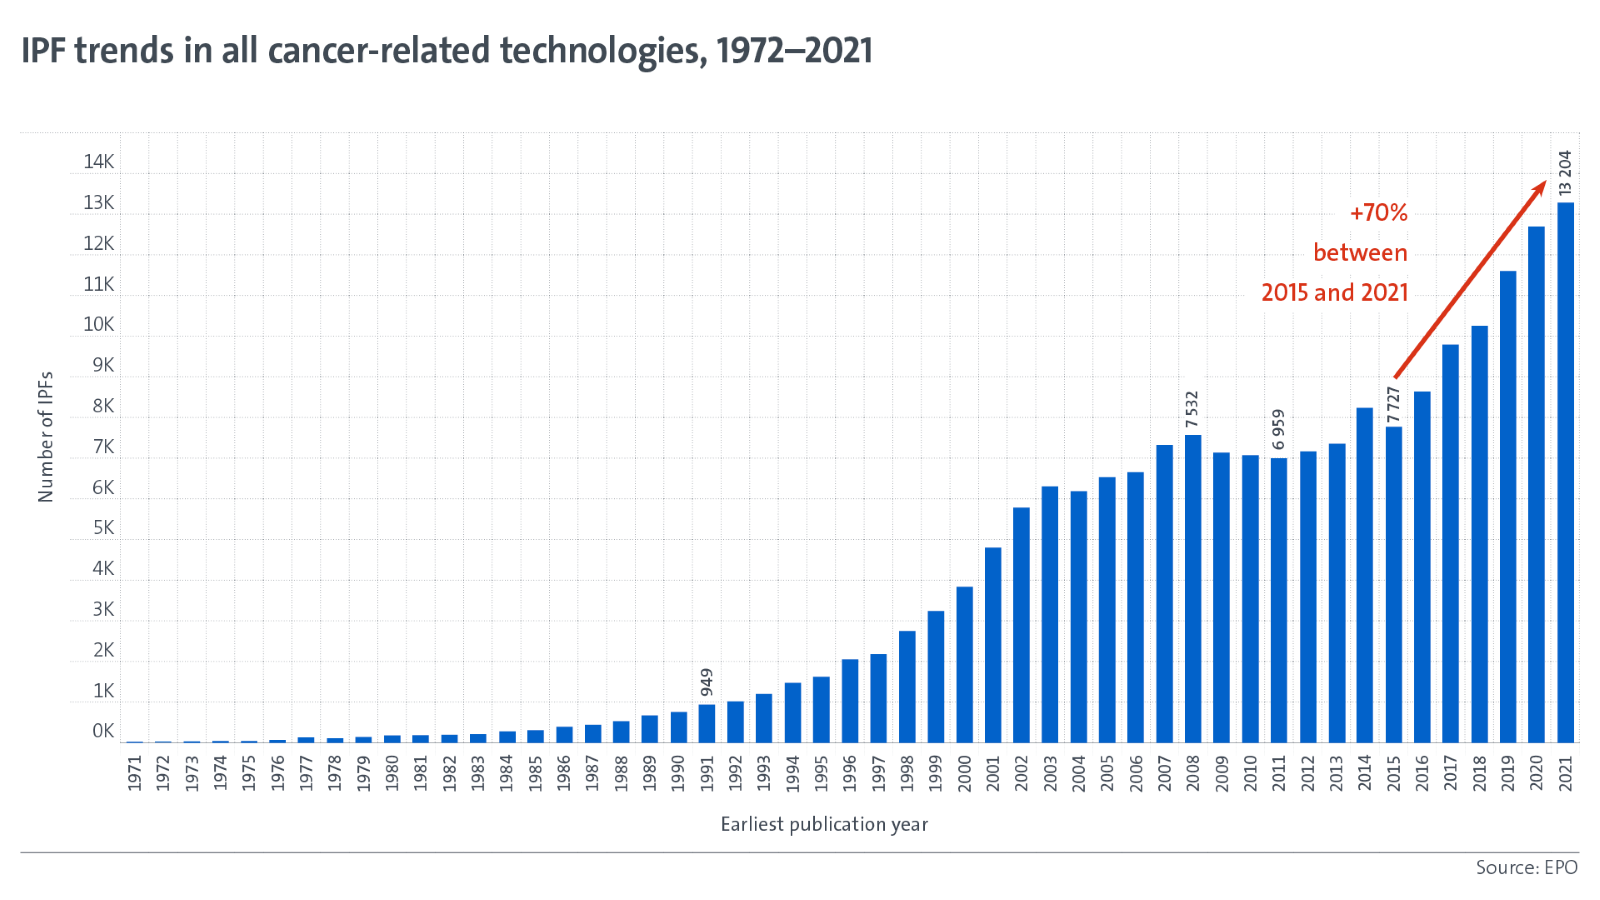 IPF trends in all cancer-related technologies, 1972–2021
14K
13K
12K
11K
10K
9K
8K
7K
6K
5K
4K
3K
2K
1K
0K
Number of IPFs
949
7 532
6 959
7 727
13 204
+70%
between
2015 and 2021
1971
1972
1973
1974
1975
1976
1977
1978
1979
1980
1981
1982
1983
1984
1985
1986
1987
1988
1989
1990
1991
1992
1993
1994
1995
1996
1997
1998
1999
2000
2001
2002
2003
2004
2005
2006
2007
2008
2009
2010
2011
2012
2013
2014
2015
2016
2017
2018
2019
2020
2021
Earliest publication year
Source: EPO